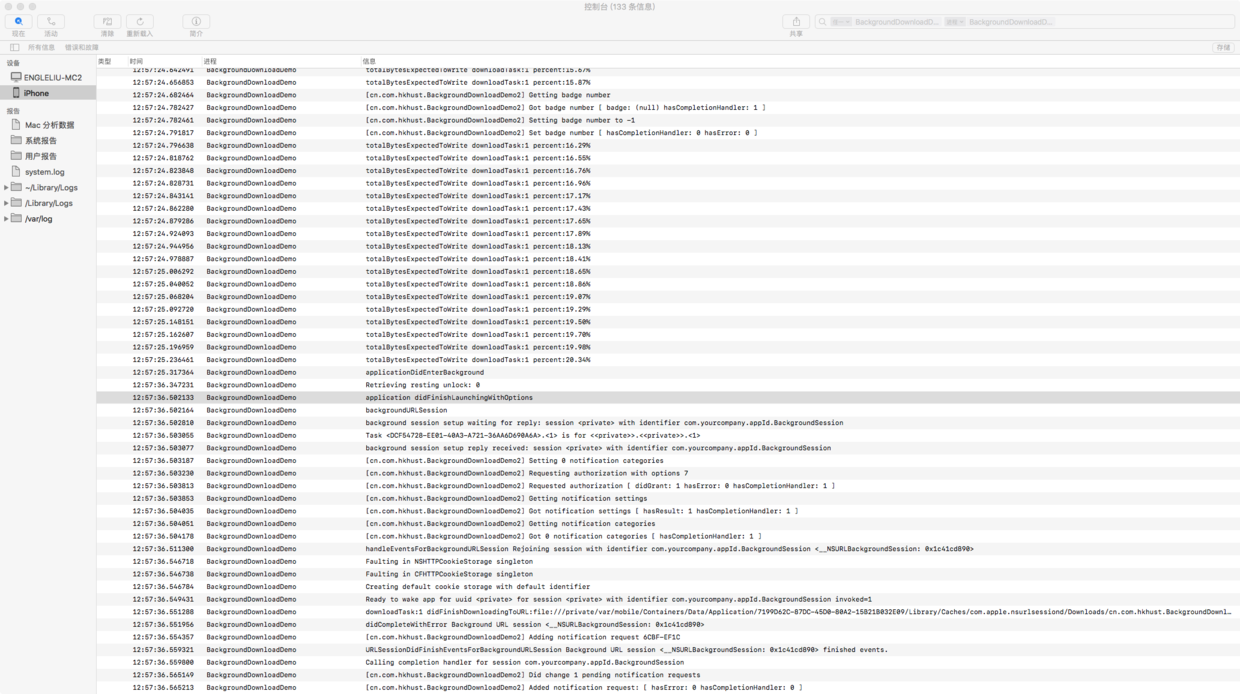 控制台 (133 条信息)
现在 活动 清除 重新载入 简介 共享
BackgroundDownloadD... BackgroundDownloadD...
所有信息 错误和故障 存储
设备
ENGLELIU-MC2
iPhone
报告
Mac 分析数据
系统报告
用户报告
system.log
~/Library/Logs
/Library/Logs
/var/log
类型 时间 进程 信息
12:57:24.642491 BackgroundDownloadDemo totalBytesExpectedToWrite downloadTask:1 percent:15.67%
12:57:24.656853 BackgroundDownloadDemo totalBytesExpectedToWrite downloadTask:1 percent:15.87%
12:57:24.682464 BackgroundDownloadDemo [cn.com.hkhust.BackgroundDownloadDemo2] Getting badge number
12:57:24.782427 BackgroundDownloadDemo [cn.com.hkhust.BackgroundDownloadDemo2] Got badge number [ badge: (null) hasCompletionHandler: 1 ]
12:57:24.782461 BackgroundDownloadDemo [cn.com.hkhust.BackgroundDownloadDemo2] Setting badge number to -1
12:57:24.791817 BackgroundDownloadDemo [cn.com.hkhust.BackgroundDownloadDemo2] Set badge number [ hasCompletionHandler: 0 hasError: 0 ]
12:57:24.796638 BackgroundDownloadDemo totalBytesExpectedToWrite downloadTask:1 percent:16.29%
12:57:24.818762 BackgroundDownloadDemo totalBytesExpectedToWrite downloadTask:1 percent:16.55%
12:57:24.823848 BackgroundDownloadDemo totalBytesExpectedToWrite downloadTask:1 percent:16.76%
12:57:24.828731 BackgroundDownloadDemo totalBytesExpectedToWrite downloadTask:1 percent:16.96%
12:57:24.843141 BackgroundDownloadDemo totalBytesExpectedToWrite downloadTask:1 percent:17.17%
12:57:24.862280 BackgroundDownloadDemo totalBytesExpectedToWrite downloadTask:1 percent:17.43%
12:57:24.879286 BackgroundDownloadDemo totalBytesExpectedToWrite downloadTask:1 percent:17.65%
12:57:24.924093 BackgroundDownloadDemo totalBytesExpectedToWrite downloadTask:1 percent:17.89%
12:57:24.944956 BackgroundDownloadDemo totalBytesExpectedToWrite downloadTask:1 percent:18.13%
12:57:24.978887 BackgroundDownloadDemo totalBytesExpectedToWrite downloadTask:1 percent:18.41%
12:57:25.006292 BackgroundDownloadDemo totalBytesExpectedToWrite downloadTask:1 percent:18.65%
12:57:25.040052 BackgroundDownloadDemo totalBytesExpectedToWrite downloadTask:1 percent:18.86%
12:57:25.068204 BackgroundDownloadDemo totalBytesExpectedToWrite downloadTask:1 percent:19.07%
12:57:25.092720 BackgroundDownloadDemo totalBytesExpectedToWrite downloadTask:1 percent:19.29%
12:57:25.148151 BackgroundDownloadDemo totalBytesExpectedToWrite downloadTask:1 percent:19.50%
12:57:25.162607 BackgroundDownloadDemo totalBytesExpectedToWrite downloadTask:1 percent:19.70%
12:57:25.196959 BackgroundDownloadDemo totalBytesExpectedToWrite downloadTask:1 percent:19.98%
12:57:25.236461 BackgroundDownloadDemo totalBytesExpectedToWrite downloadTask:1 percent:20.34%
12:57:25.317364 BackgroundDownloadDemo applicationDidEnterBackground
12:57:36.347231 BackgroundDownloadDemo Retrieving resting unlock: 0
12:57:36.502133 BackgroundDownloadDemo application didFinishLaunchingWithOptions
12:57:36.502164 BackgroundDownloadDemo backgroundURLSession
12:57:36.502810 BackgroundDownloadDemo background session setup waiting for reply: session <private> with identifier com.yourcompany.appId.BackgroundSession
12:57:36.503055 BackgroundDownloadDemo Task <DCF54728-EE01-40A3-A721-36AA6D690A6A>.<1> is for <<private>>.<<private>>.<1>
12:57:36.503077 BackgroundDownloadDemo background session setup reply received: session <private> with identifier com.yourcompany.appId.BackgroundSession
12:57:36.503187 BackgroundDownloadDemo [cn.com.hkhust.BackgroundDownloadDemo2] Setting 0 notification categories
12:57:36.503230 BackgroundDownloadDemo [cn.com.hkhust.BackgroundDownloadDemo2] Requesting authorization with options 7
12:57:36.503813 BackgroundDownloadDemo [cn.com.hkhust.BackgroundDownloadDemo2] Requested authorization [ didGrant: 1 hasError: 0 hasCompletionHandler: 1 ]
12:57:36.503853 BackgroundDownloadDemo [cn.com.hkhust.BackgroundDownloadDemo2] Getting notification settings
12:57:36.504035 BackgroundDownloadDemo [cn.com.hkhust.BackgroundDownloadDemo2] Got notification settings [ hasResult: 1 hasCompletionHandler: 1 ]
12:57:36.504051 BackgroundDownloadDemo [cn.com.hkhust.BackgroundDownloadDemo2] Getting notification categories
12:57:36.504178 BackgroundDownloadDemo [cn.com.hkhust.BackgroundDownloadDemo2] Got 0 notification categories [ hasCompletionHandler: 1 ]
12:57:36.511300 BackgroundDownloadDemo handleEventsForBackgroundURLSession Rejoining session with identifier com.yourcompany.appId.BackgroundSession <__NSURLBackgroundSession: 0x1c41cd890>
12:57:36.546718 BackgroundDownloadDemo Faulting in NSHTTPCookieStorage singleton
12:57:36.546738 BackgroundDownloadDemo Faulting in CFHTTPCookieStorage singleton
12:57:36.546784 BackgroundDownloadDemo Creating default cookie storage with default identifier
12:57:36.549431 BackgroundDownloadDemo Ready to wake app for uuid <private> for session <private> with identifier com.yourcompany.appId.BackgroundSession invoked=1
12:57:36.551288 BackgroundDownloadDemo downloadTask:1 didFinishDownloadingToURL:file:///private/var/mobile/Containers/Data/Application/7199D62C-87DC-45D0-80A2-15B21B032E09/Library/Caches/com.apple.nsurlsessiond/Downloads/cn.com.hkhust.BackgroundDownl...
12:57:36.551956 BackgroundDownloadDemo didCompleteWithError Background URL session <__NSURLBackgroundSession: 0x1c41cd890>
12:57:36.554357 BackgroundDownloadDemo [cn.com.hkhust.BackgroundDownloadDemo2] Adding notification request 6CBF-EF1C
12:57:36.559321 BackgroundDownloadDemo URLSessionDidFinishEventsForBackgroundURLSession Background URL session <__NSURLBackgroundSession: 0x1c41cd890> finished events.
12:57:36.559800 BackgroundDownloadDemo Calling completion handler for session com.yourcompany.appId.BackgroundSession
12:57:36.565149 BackgroundDownloadDemo [cn.com.hkhust.BackgroundDownloadDemo2] Did change 1 pending notification requests
12:57:36.565213 BackgroundDownloadDemo [cn.com.hkhust.BackgroundDownloadDemo2] Added notification request: [ hasError: 0 hasCompletionHandler: 0 ]